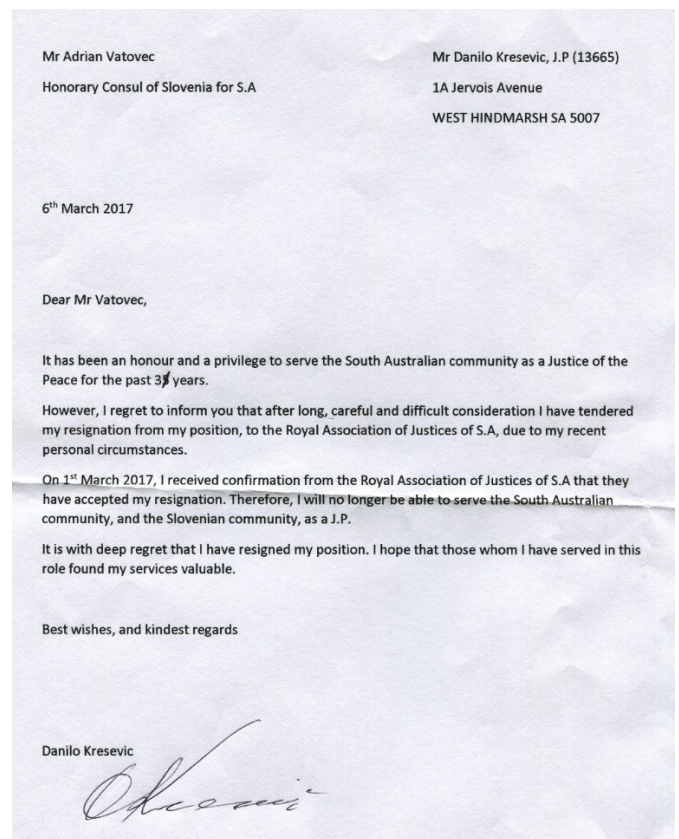 Mr Adrian Vatovec
Honorary Consul of Slovenia for S.A
Mr Danilo Kresevic, J.P (13665)
1A Jervois Avenue
WEST HINDMARSH SA 5007
6th March 2017
Dear Mr Vatovec,
It has been an honour and a privilege to serve the South Australian community as a Justice of the
Peace for the past years.
However, I regret to inform you that after long, careful and difficult consideration I have tendered
my resignation from my position, to the Royal Association of Justices of S.A, due to my recent
personal circumstances.
On 1st March 2017, I received confirmation from the Royal Association of Justices of S.A that they
have accepted my resignation. Therefore, I will no longer be able to serve the South Australian
community, and the Slovenian community, as a J.P.
It is with deep regret that I have resigned my position. I hope that those whom I have served in this
role found my services valuable.
Best wishes, and kindest regards
Danilo Kresevic